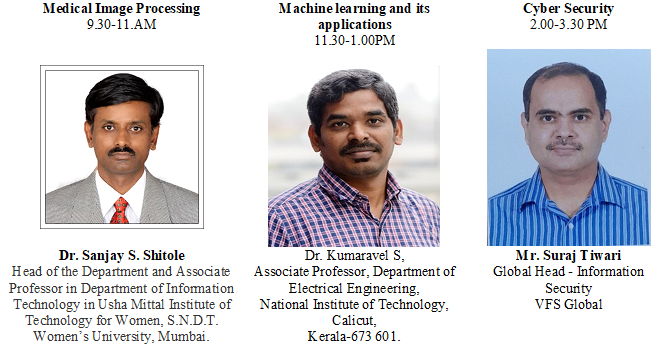 Medical Image Processing
9.30-11.AM
Dr. Sanjay S. Shitole
Head of the Department and Associate
Professor in Department of Information
Technology in Usha Mittal Institute of
Technology for Women, S.N.D.T.
Women’s University, Mumbai.
Machine learning and its
applications
11.30-1.00PM
Dr. Kumaravel S,
Associate Professor, Department of
Electrical Engineering,
National Institute of Technology,
Calicut,
Kerala-673 601.
Cyber Security
2.00-3.30 PM
Mr. Suraj Tiwari
Global Head - Information
Security
VFS Global